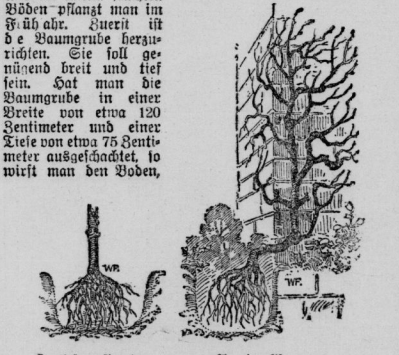 Böden pflanzt man im
Frühjahr. Zuerst ist
die Baumgrube herzu-
richten. Sie soll ge-
nügend breit und tief
sein. Hat man die
Baumgrube in einer
Breite von etwa 120
Zentimeter und einer
Tiefe von etwa 75 Zenti-
meter ausgeschachtet, so
wirft man den Boden,
WP.
WP.